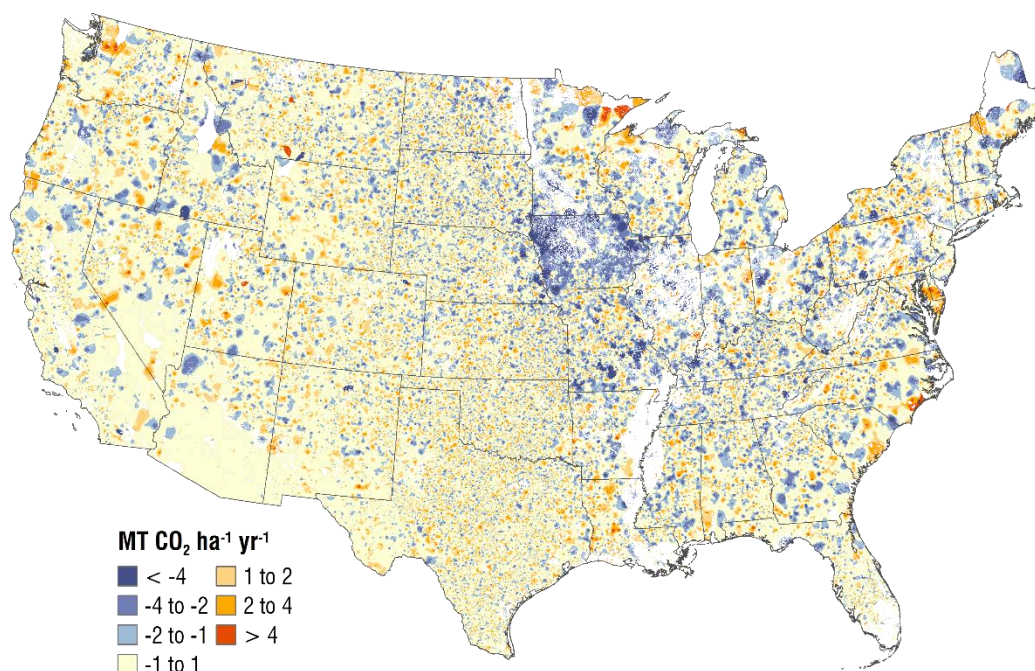 MT CO₂ ha⁻¹ yr⁻¹
< -4
1 to 2
-4 to -2
2 to 4
-2 to -1
> 4
-1 to 1